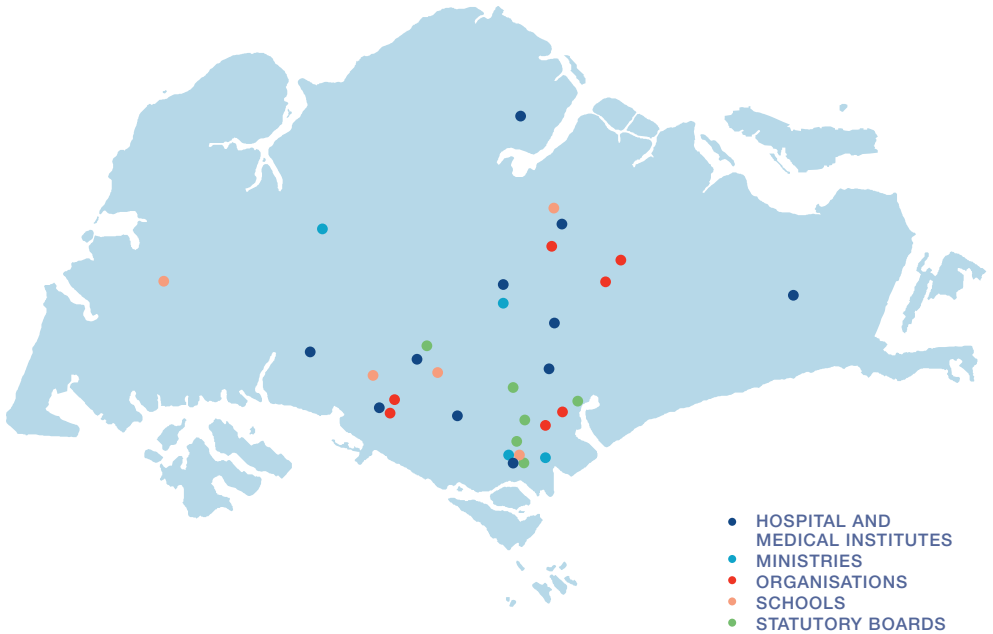 HOSPITAL AND
MEDICAL INSTITUTES
MINISTRIES
ORGANISATIONS
SCHOOLS
STATUTORY BOARDS